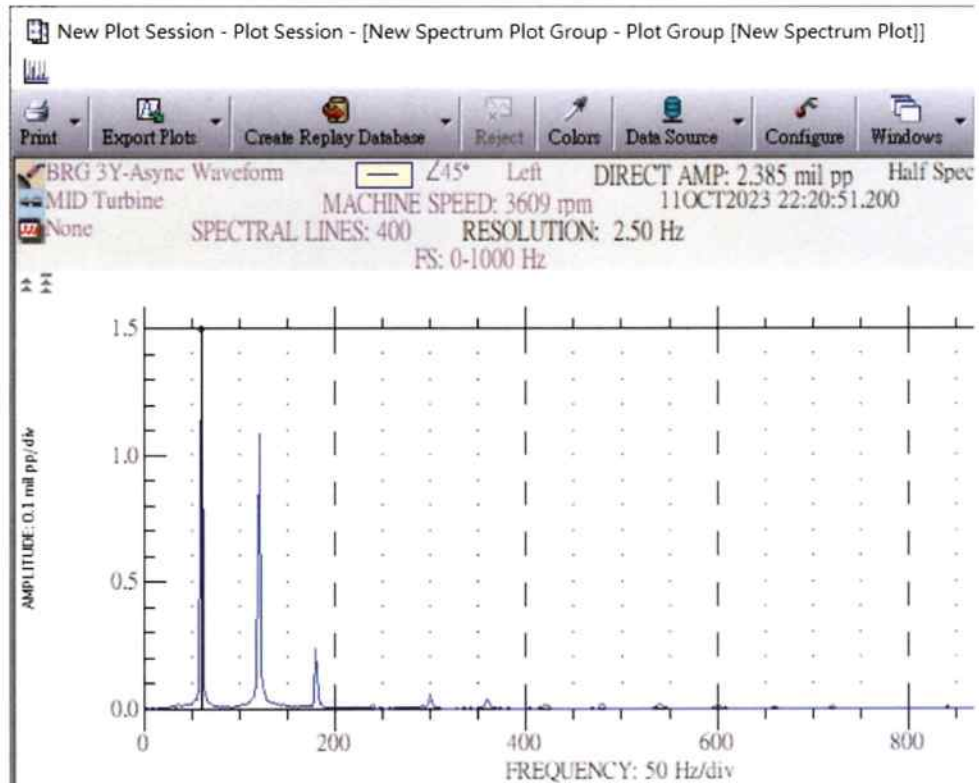 New Plot Session - Plot Session - [New Spectrum Plot Group - Plot Group [New Spectrum Plot]]
Print Export Plots Create Replay Database Reject Colors Data Source Configure Windows
BRG 3Y-Async Waveform ∠45° Left DIRECT AMP: 2.385 mil pp Half Spec
MID Turbine MACHINE SPEED: 3609 rpm 11OCT2023 22:20:51.200
None SPECTRAL LINES: 400 RESOLUTION: 2.50 Hz
FS: 0-1000 Hz
1.5
1.0
AMPLITUDE: 0.1 mil pp/div
0.5
0.0
0 200 400 600 800
FREQUENCY: 50 Hz/div